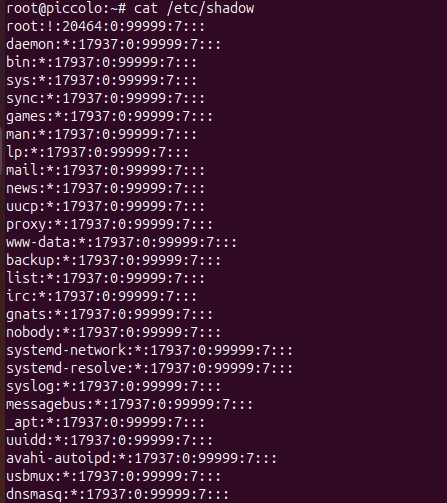 root@piccolo:~# cat /etc/shadow
root:!:20464:0:99999:7:::
daemon:*:17937:0:99999:7:::
bin:*:17937:0:99999:7:::
sys:*:17937:0:99999:7:::
sync:*:17937:0:99999:7:::
games:*:17937:0:99999:7:::
man:*:17937:0:99999:7:::
lp:*:17937:0:99999:7:::
mail:*:17937:0:99999:7:::
news:*:17937:0:99999:7:::
uucp:*:17937:0:99999:7:::
proxy:*:17937:0:99999:7:::
www-data:*:17937:0:99999:7:::
backup:*:17937:0:99999:7:::
list:*:17937:0:99999:7:::
irc:*:17937:0:99999:7:::
gnats:*:17937:0:99999:7:::
nobody:*:17937:0:99999:7:::
systemd-network:*:17937:0:99999:7:::
systemd-resolve:*:17937:0:99999:7:::
syslog:*:17937:0:99999:7:::
messagebus:*:17937:0:99999:7:::
_apt:*:17937:0:99999:7:::
uuidd:*:17937:0:99999:7:::
avahi-autoipd:*:17937:0:99999:7:::
usbmux:*:17937:0:99999:7:::
dnsmasq:*:17937:0:99999:7:::